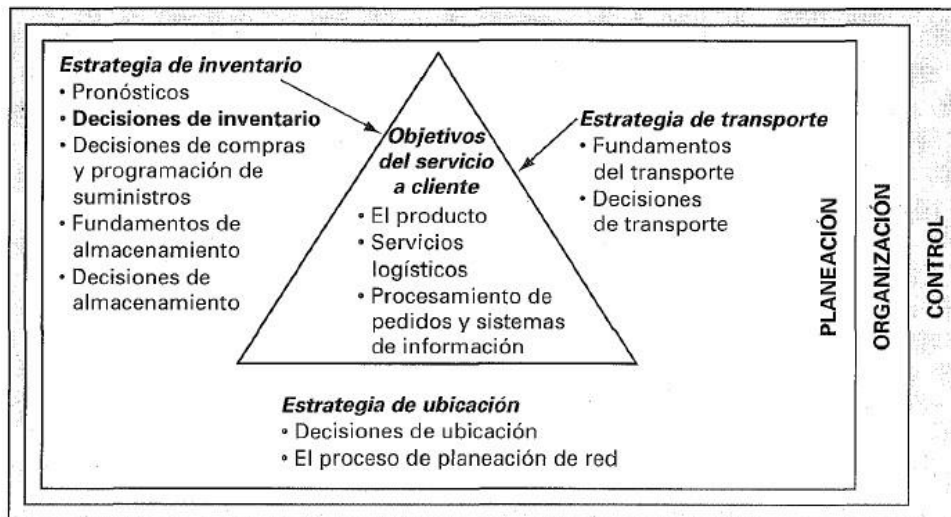 Estrategia de inventario
• Pronósticos
• Decisiones de inventario
• Decisiones de compras
y programación de
suministros
• Fundamentos de
almacenamiento
• Decisiones de
almacenamiento
Objetivos
del servicio
a cliente
• El producto
• Servicios
logísticos
• Procesamiento de
pedidos y sistemas
de información
Estrategia de transporte
• Fundamentos
del transporte
• Decisiones
de transporte
Estrategia de ubicación
• Decisiones de ubicación
• El proceso de planeación de red
PLANEACIÓN
ORGANIZACIÓN
CONTROL